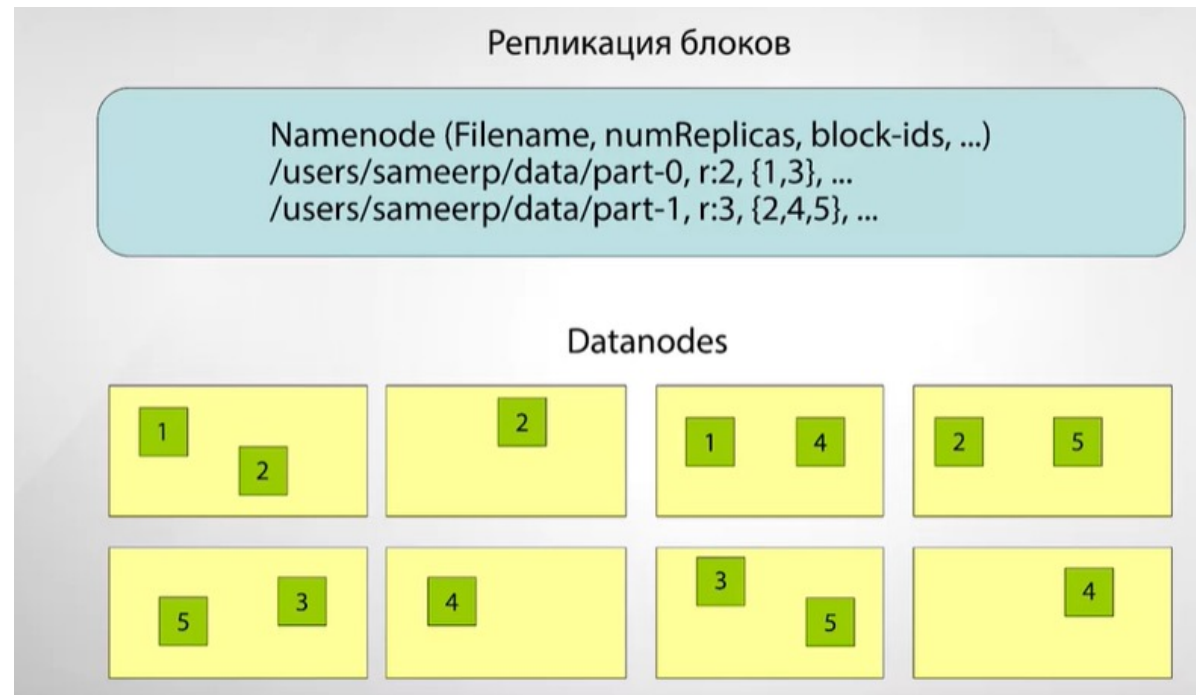 Репликация блоков
Namenode (Filename, numReplicas, block-ids, ...)
/users/sameerp/data/part-0, r:2, {1,3}, ...
/users/sameerp/data/part-1, r:3, {2,4,5}, ...
Datanodes
1
2
2
1 4
2 5
5 3
4
3
5
4